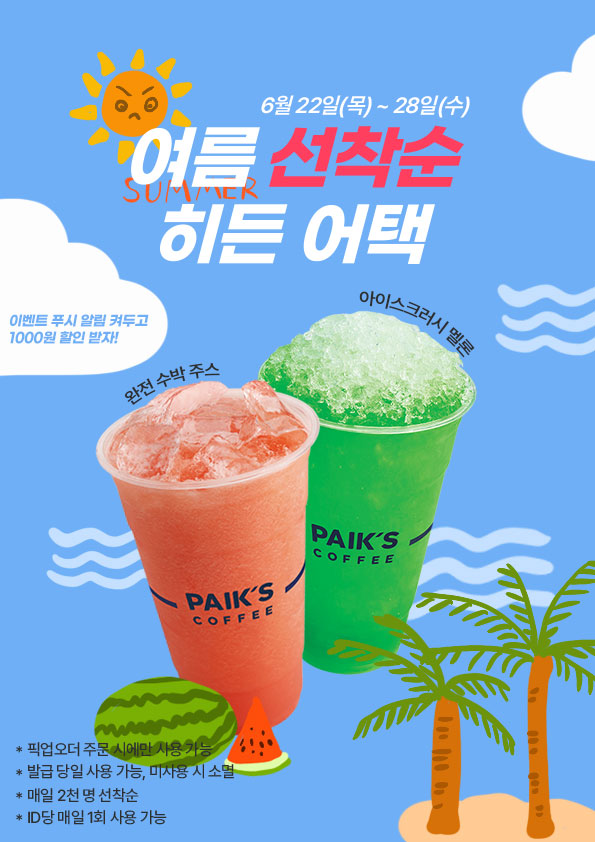 6월 22일(목) ~ 28일(수)
여름 선착순
SUMMER
히든 어택
이벤트 푸시 알림 켜두고
1000원 할인 받자!
아이스크러시 멜론
완전 수박 주스
PAIK'S
COFFEE
PAIK'S
COFFEE
* 픽업오더 주문 시에만 사용 가능
* 발급 당일 사용 가능, 미사용 시 소멸
* 매일 2천 명 선착순
* ID당 매일 1회 사용 가능